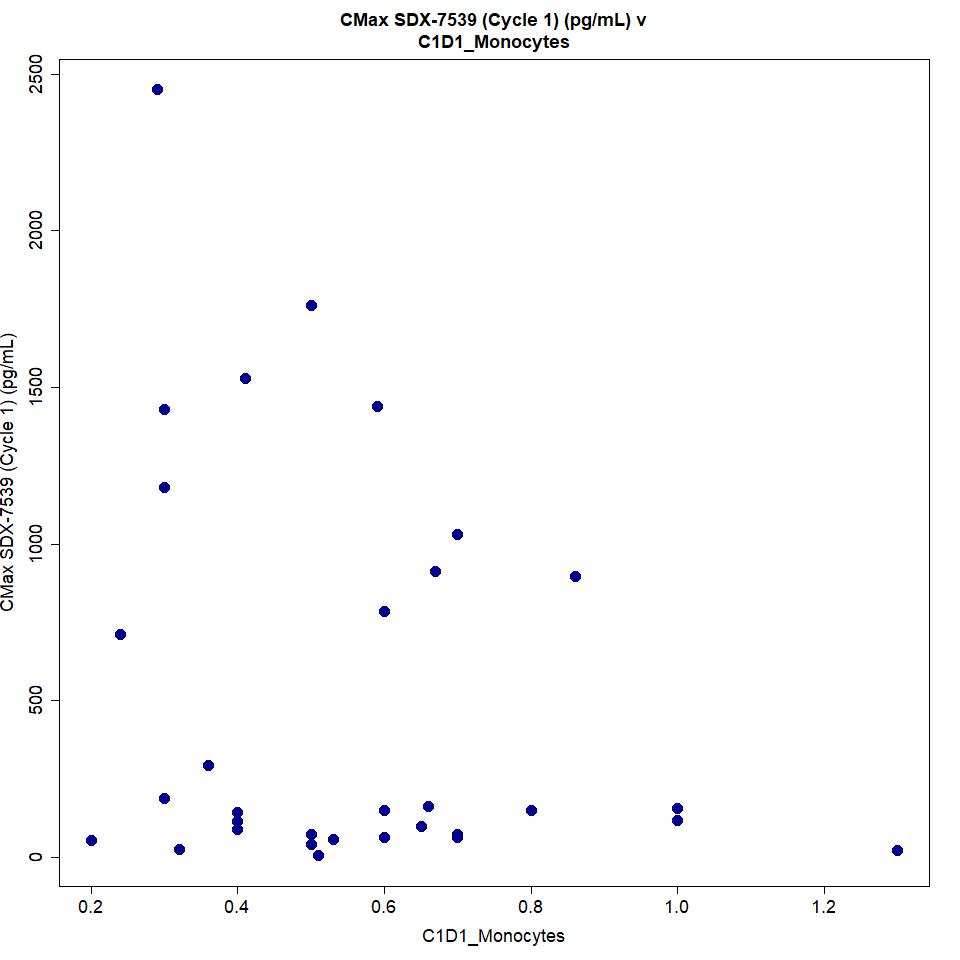 CMax SDX-7539 (Cycle 1) (pg/mL) v
C1D1_Monocytes
2500
2000
1500
1000
500
0
CMax SDX-7539 (Cycle 1) (pg/mL)
0.2 0.4 0.6 0.8 1.0 1.2
C1D1_Monocytes